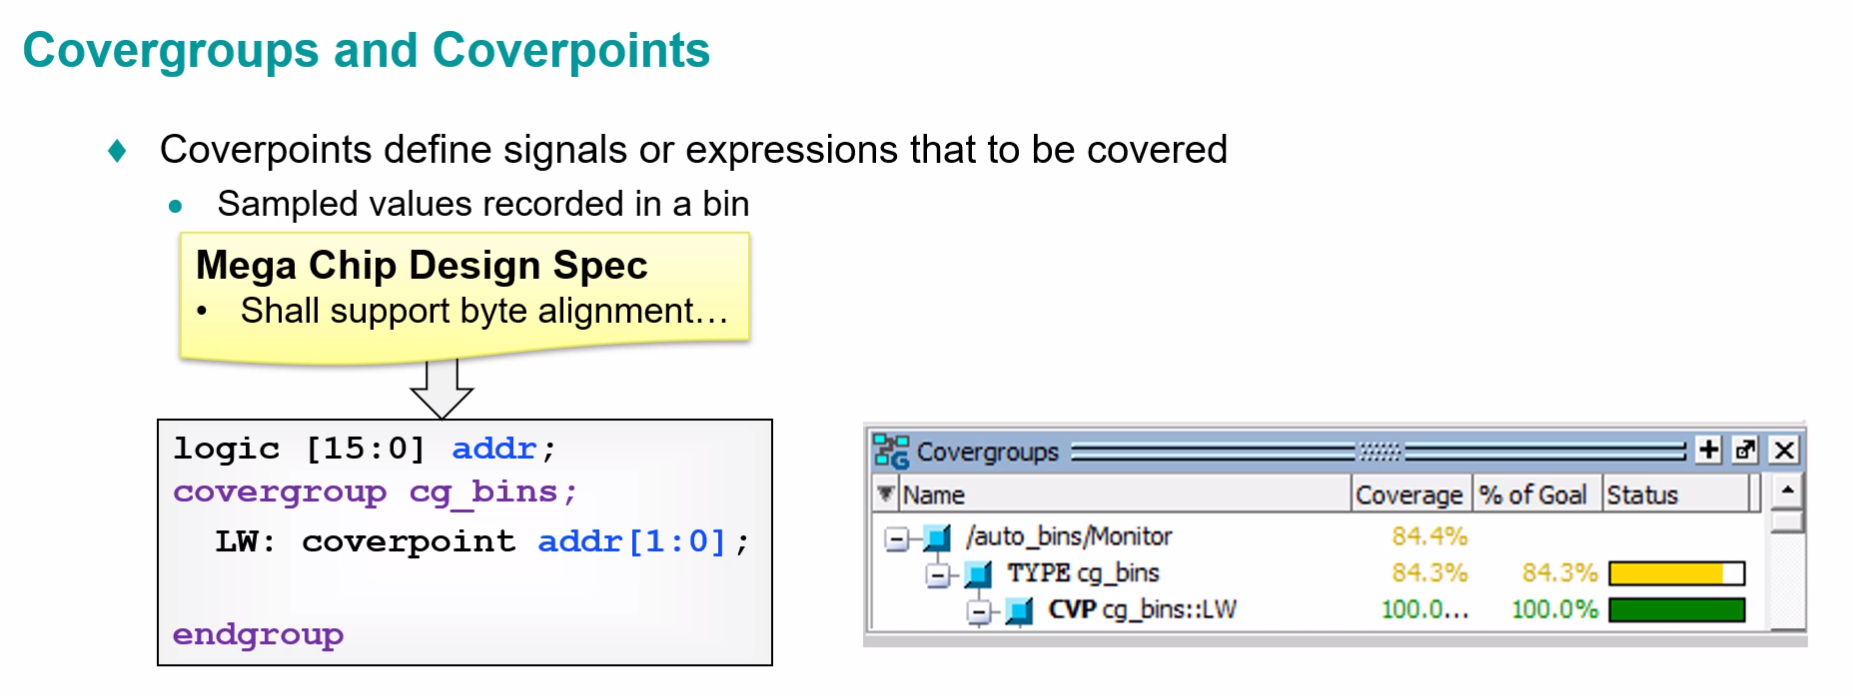 Covergroups and Coverpoints
Coverpoints define signals or expressions that to be covered
Sampled values recorded in a bin
Mega Chip Design Spec
• Shall support byte alignment…
logic [15:0] addr;
covergroup cg_bins;
LW: coverpoint addr[1:0];
endgroup
Covergroups
Name Coverage % of Goal Status
/auto_bins/Monitor 84.4%
TYPE cg_bins 84.3% 84.3%
CVP cg_bins::LW 100.0... 100.0%